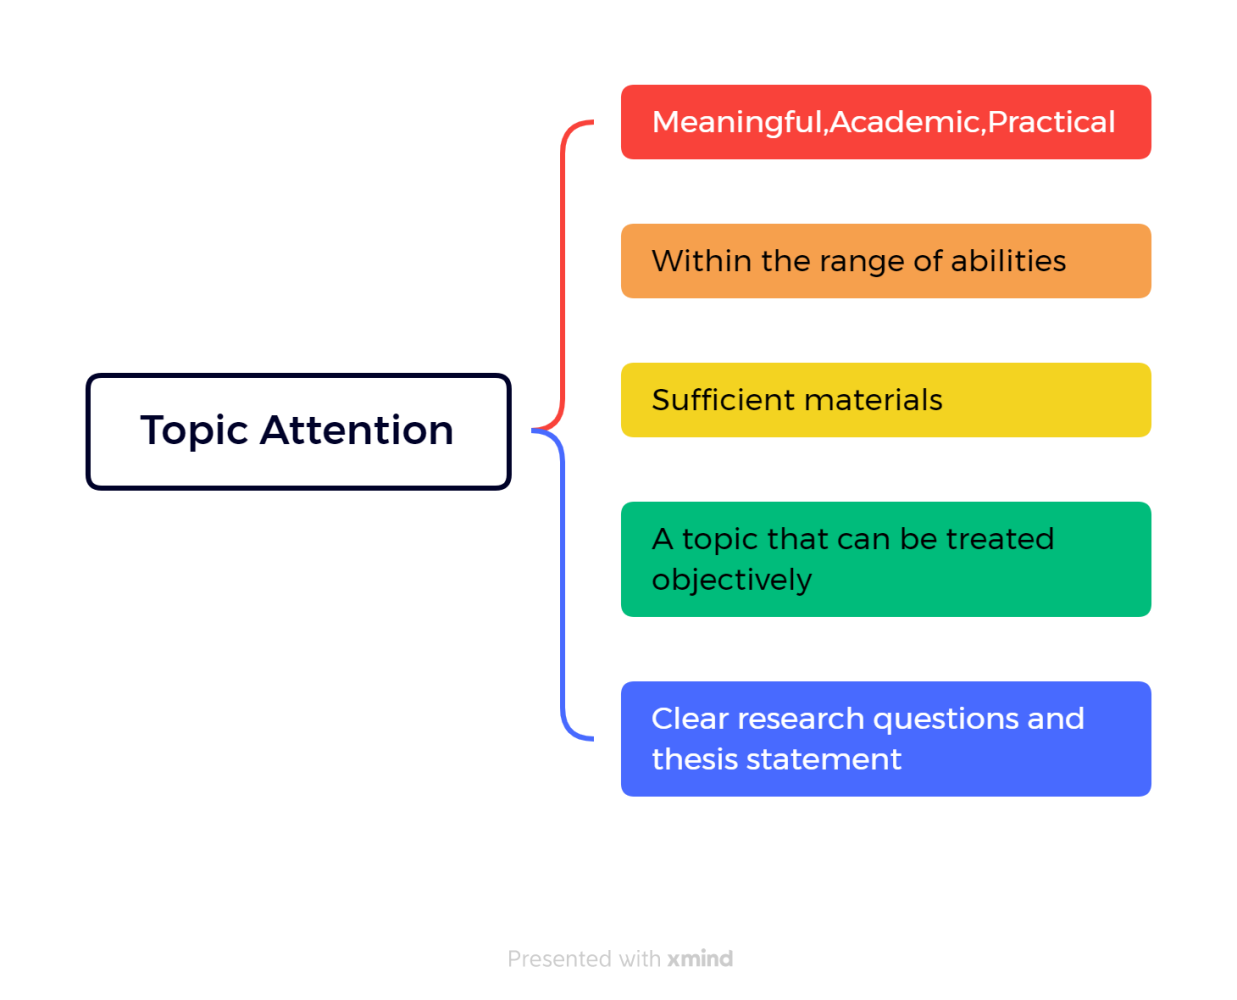 Meaningful,Academic,Practical
Within the range of abilities
Sufficient materials
Topic Attention
A topic that can be treated
objectively
Clear research questions and
thesis statement
Presented with xmind